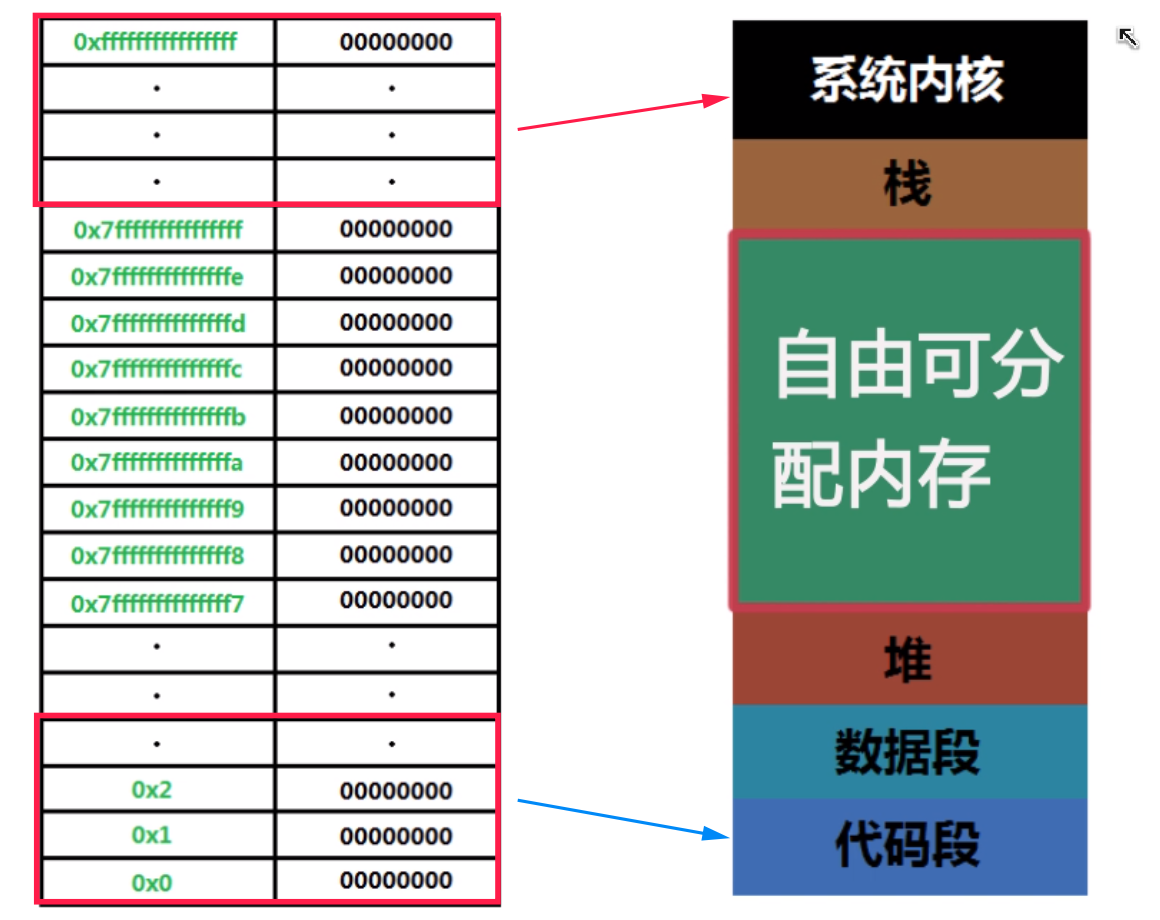 0xffffffffffffffff 00000000
. .
. .
. .
0x7fffffffffffffff 00000000
0x7ffffffffffffffe 00000000
0x7ffffffffffffffd 00000000
0x7ffffffffffffffc 00000000
0x7ffffffffffffffb 00000000
0x7ffffffffffffffa 00000000
0x7ffffffffffffff9 00000000
0x7ffffffffffffff8 00000000
0x7ffffffffffffff7 00000000
. .
. .
. .
0x2 00000000
0x1 00000000
0x0 00000000
系统内核
栈
自由可分
配内存
堆
数据段
代码段